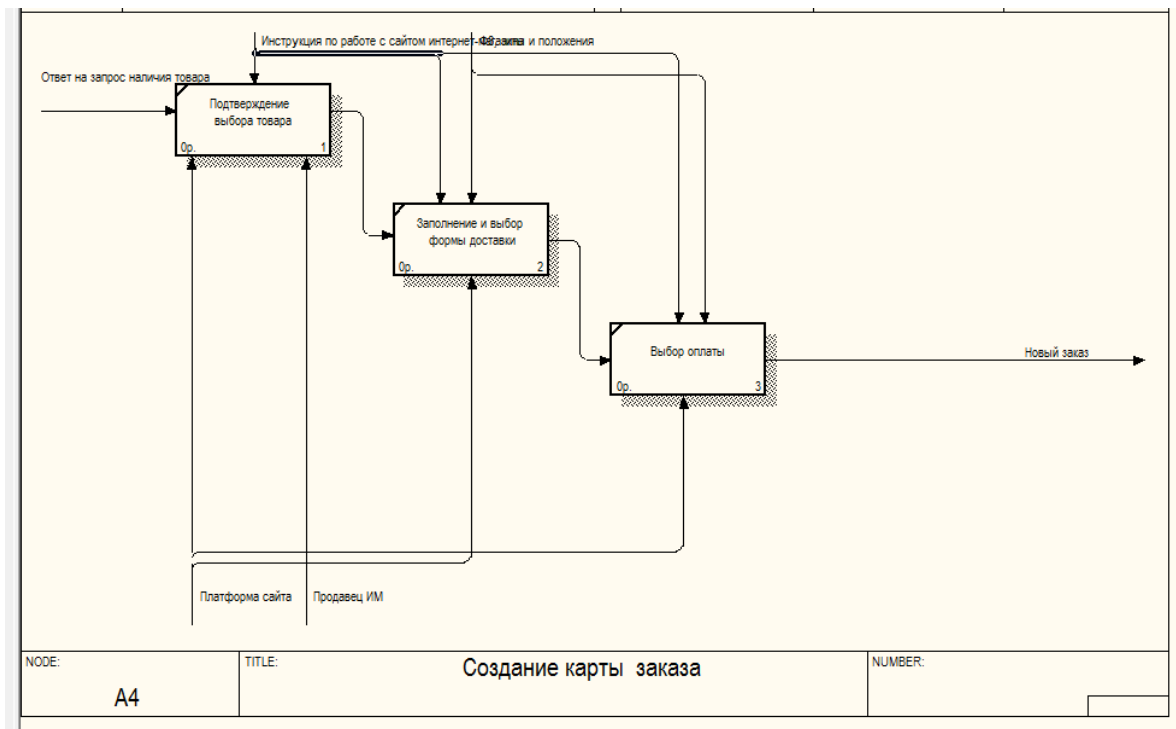 Инструкция по работе с сайтом интернет-
и положения
Ответ на запрос наличия товара
Подтверждение
выбора товара
0р.
1
Заполнение и выбор
формы доставки
0р.
2
Выбор оплаты
0р.
3
Новый заказ
Платформа сайта
Продавец ИМ
NODE:
TITLE:
NUMBER:
A4
Создание карты заказа